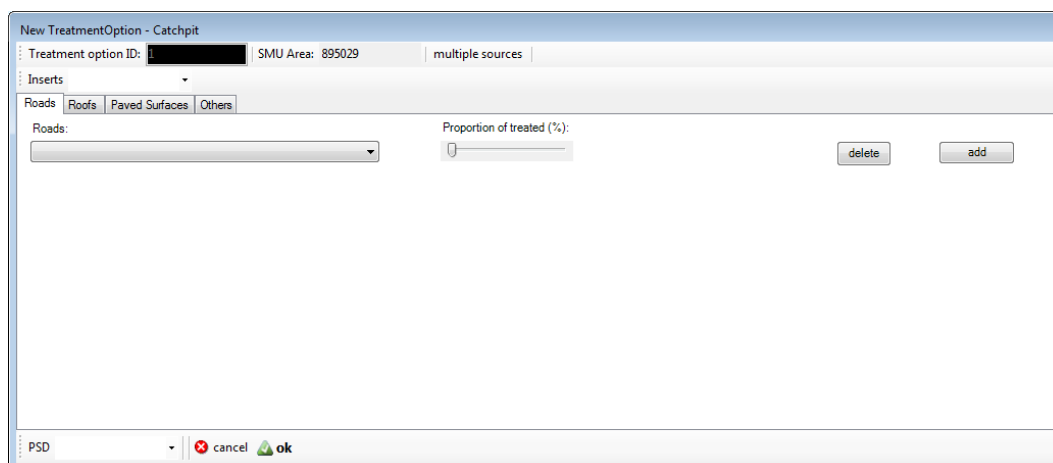 New TreatmentOption - Catchpit
Treatment option ID: 1 SMU Area: 895029 multiple sources
Inserts
Roads Roofs Paved Surfaces Others
Roads: Proportion of treated (%):
delete add
PSD cancel ok